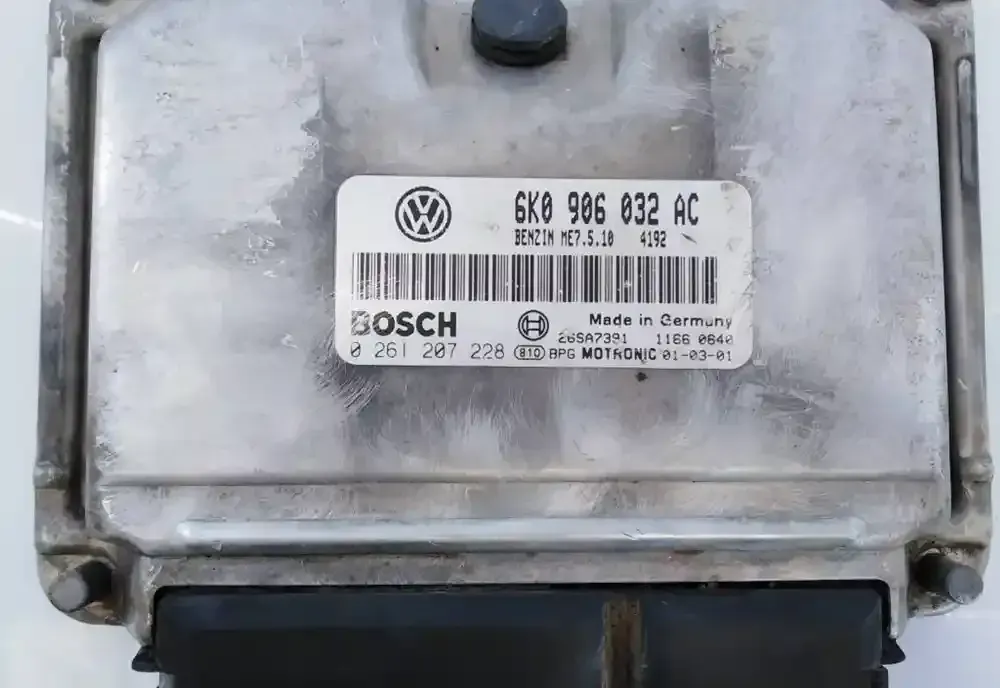 6K0 906 032 AC
BENZIN ME7.5.10 4192
BOSCH Made in Germany
26SA7391 1166 0640
0 261 207 228 810 BPG MOTRONIC 01-03-01